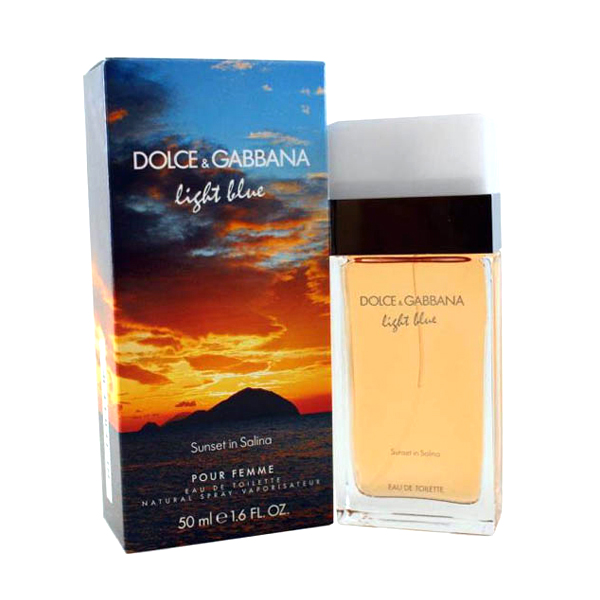 DOLCE & GABBANA
light blue
Sunset in Salina
POUR FEMME
EAU DE TOILETTE
NATURAL SPRAY-VAPORISATEUR
50 ml e 1.6 FL. OZ.
DOLCE & GABBANA
light blue
Sunset in Salina
EAU DE TOILETTE